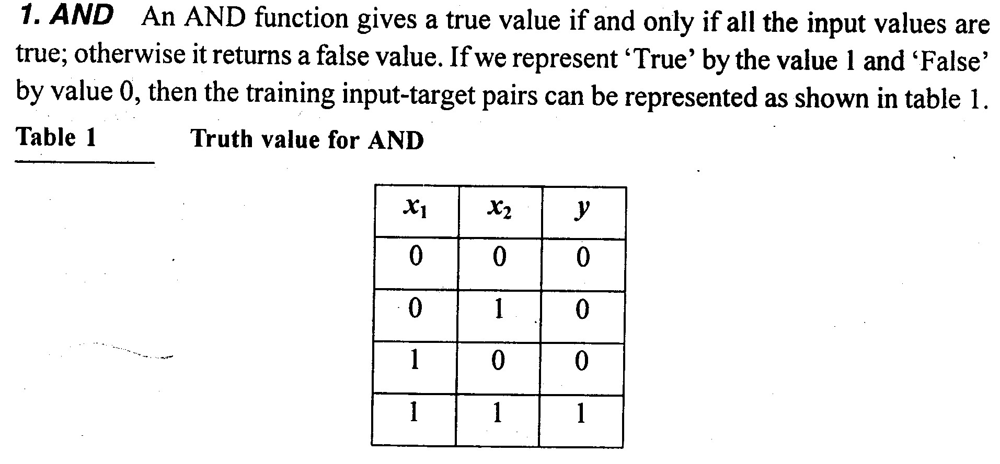 1. AND An AND function gives a true value if and only if all the input values are
true; otherwise it returns a false value. If we represent ‘True’ by the value 1 and ‘False’
by value 0, then the training input-target pairs can be represented as shown in table 1.
Table 1 Truth value for AND
x₁ x₂ y
0 0 0
0 1 0
1 0 0
1 1 1